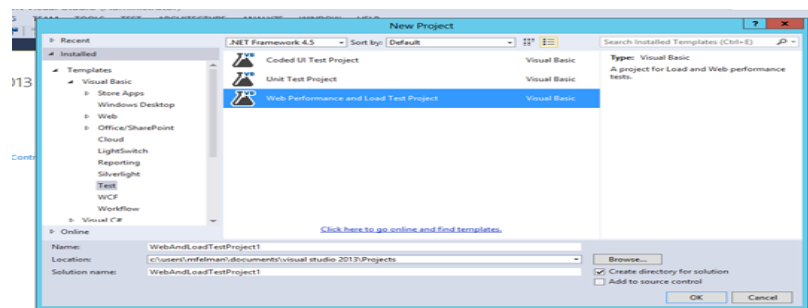 New Project
Recent
Installed
Templates
Visual Basic
Store Apps
Windows Desktop
Web
Office/SharePoint
Cloud
LightSwitch
Reporting
Silverlight
Test
WCF
Workflow
Visual C#
Online
.NET Framework 4.5
Sort by: Default
Coded UI Test Project Visual Basic
Unit Test Project Visual Basic
Web Performance and Load Test Project Visual Basic
Click here to go online and find templates.
Search Installed Templates (Ctrl+E)
Type: Visual Basic
A project for Load and Web performance
tests.
Name: WebAndLoadTestProject1
Location: c:\users\mfelman\documents\visual studio 2013\Projects
Browse...
Solution name: WebAndLoadTestProject1
Create directory for solution
Add to source control
OK Cancel
013
Contr